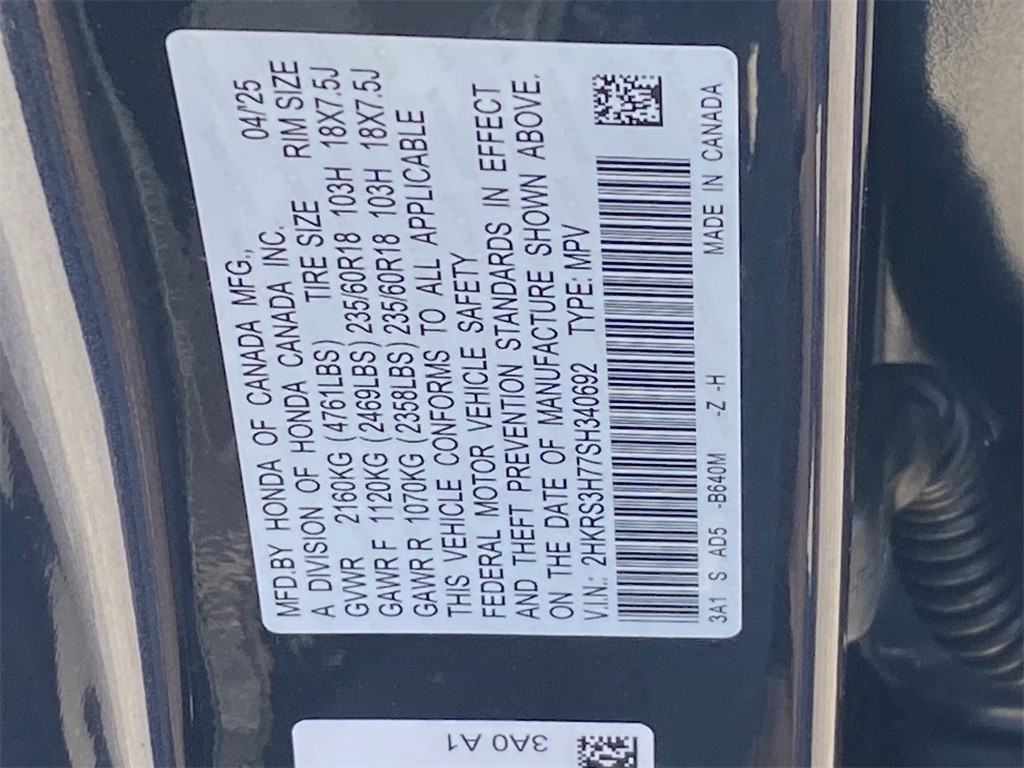 MFD.BY HONDA OF CANADA MFG., 04/25
A DIVISION OF HONDA CANADA INC.
TIRE SIZE RIM SIZE
GVWR 2160KG (4761LBS)
GAWR F 1120KG (2469LBS) 235/60R18 103H 18X7.5J
GAWR R 1070KG (2358LBS) 235/60R18 103H 18X7.5J
THIS VEHICLE CONFORMS TO ALL APPLICABLE
FEDERAL MOTOR VEHICLE SAFETY
AND THEFT PREVENTION STANDARDS IN EFFECT
ON THE DATE OF MANUFACTURE SHOWN ABOVE.
V.I.N.: 2HKRS3H77SH340692 TYPE: MPV
3A1 S AD5 -B640M -Z -H MADE IN CANADA
3A0 A1